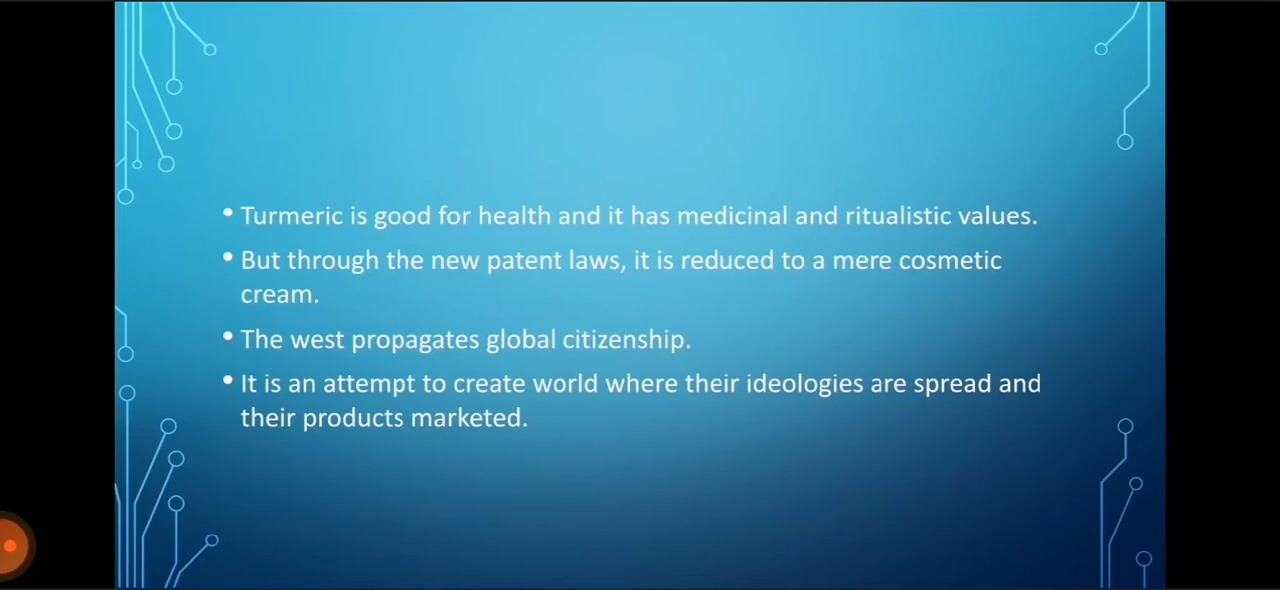 • Turmeric is good for health and it has medicinal and ritualistic values.
• But through the new patent laws, it is reduced to a mere cosmetic
cream.
• The west propagates global citizenship.
• It is an attempt to create world where their ideologies are spread and
their products marketed.